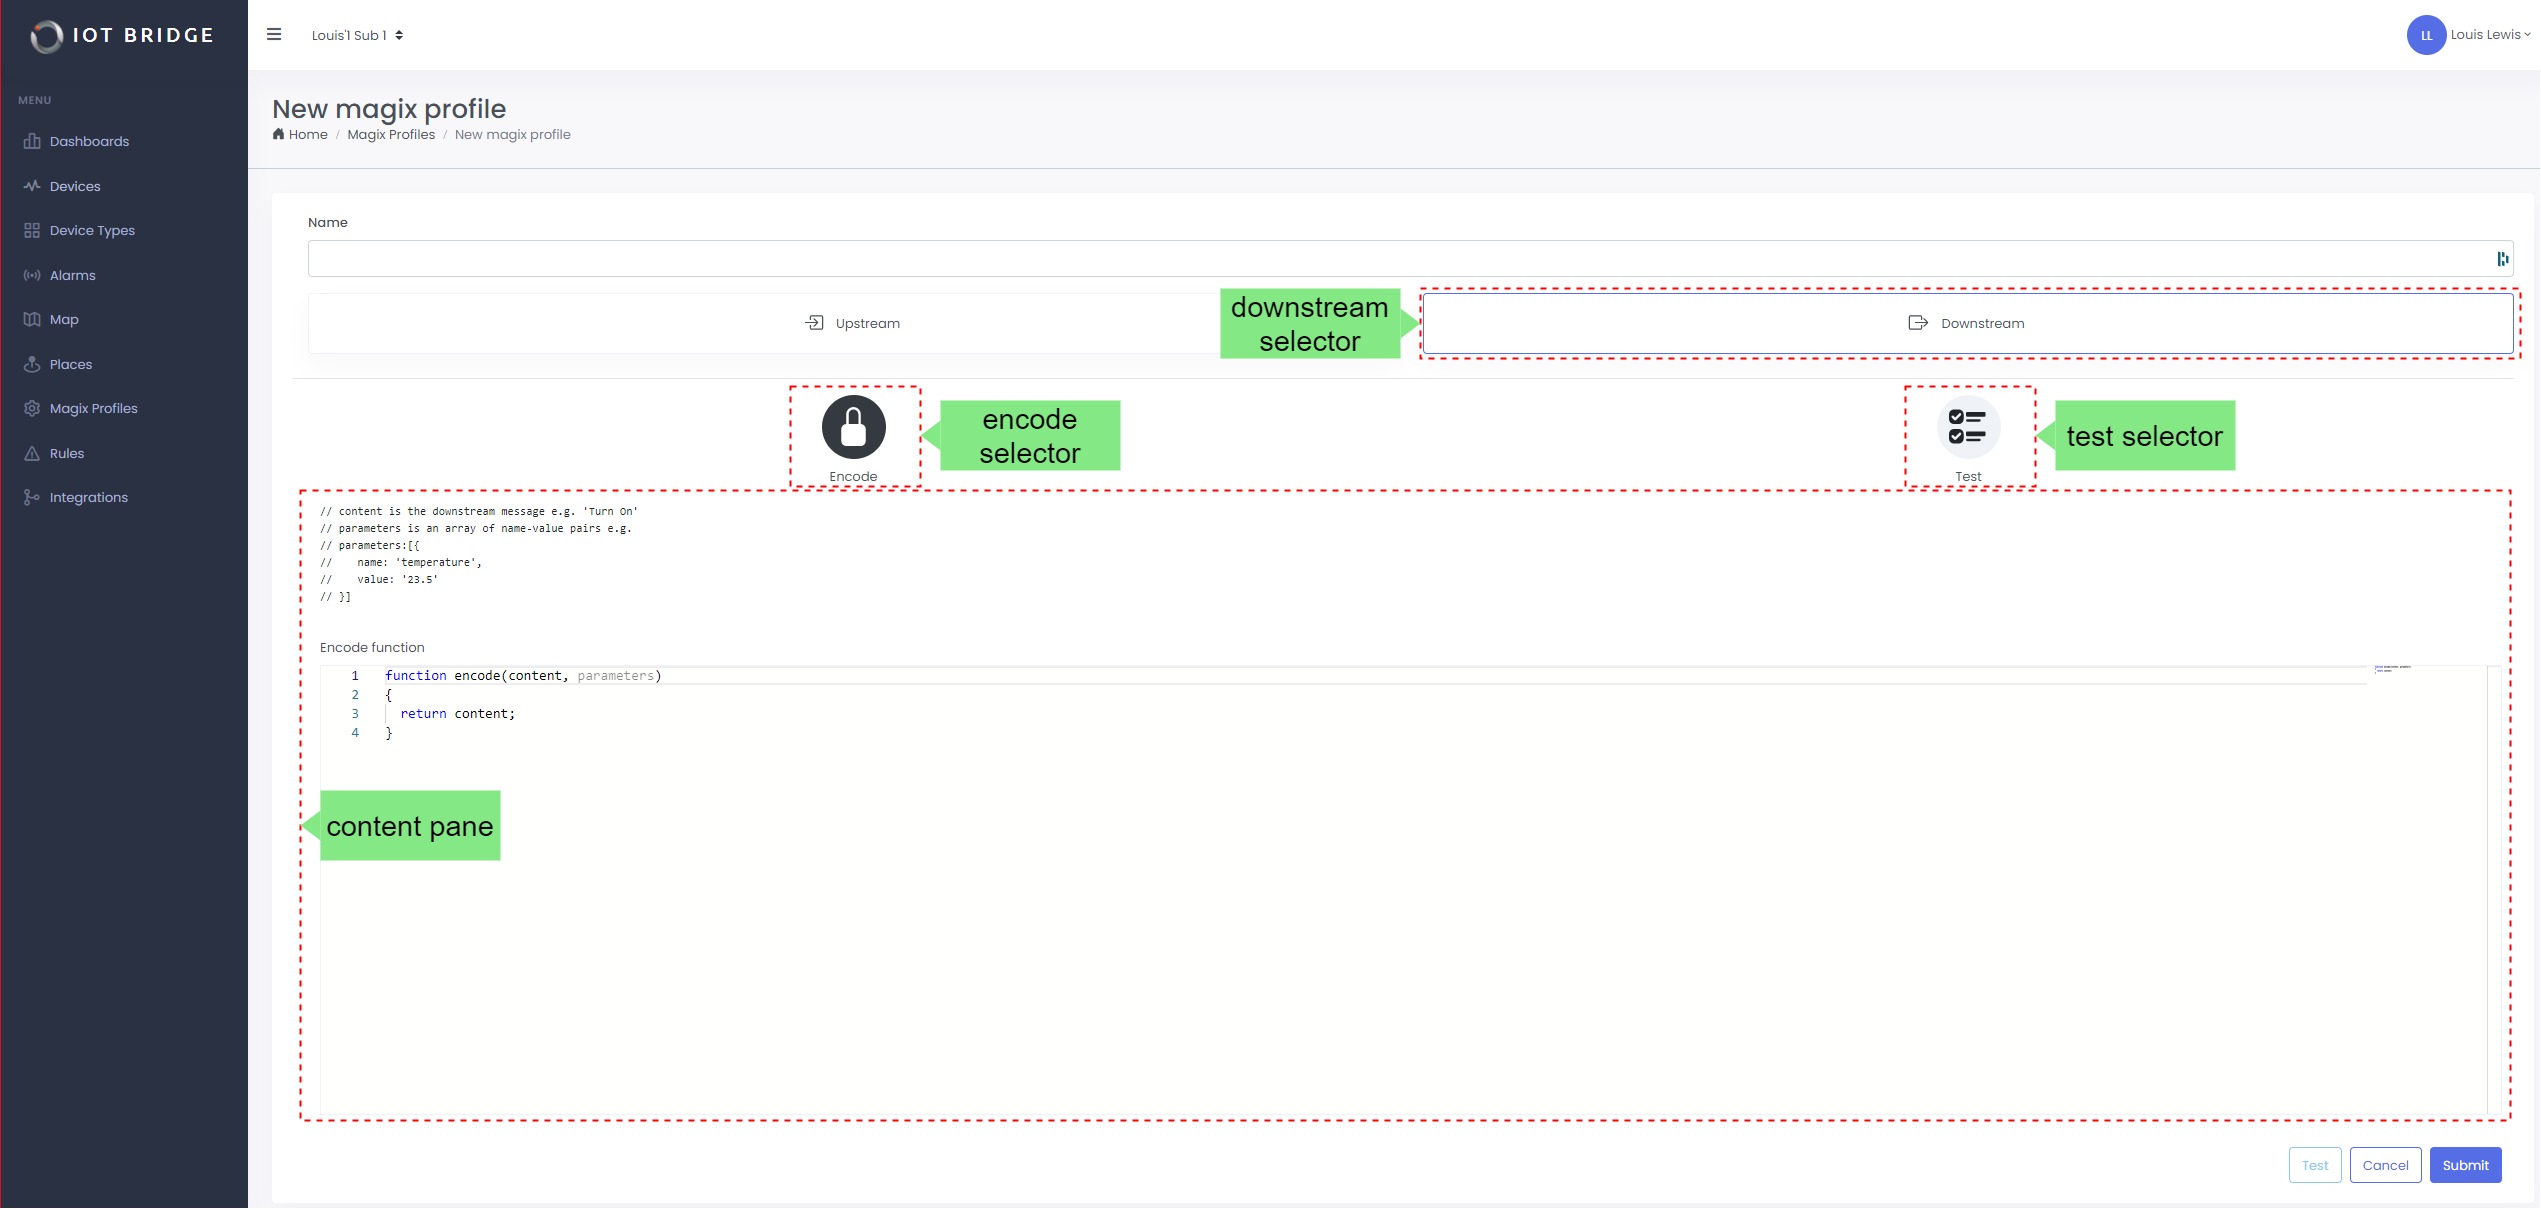 IOT BRIDGE
Louis'1 Sub 1
LL
Louis Lewis
MENU
Dashboards
Devices
Device Types
Alarms
Map
Places
Magix Profiles
Rules
Integrations
New magix profile
Home / Magix Profiles / New magix profile
Name
Upstream
downstream
selector
Downstream
Encode
encode
selector
Test
test selector
// content is the downstream message e.g. 'Turn On'
// parameters is an array of name-value pairs e.g.
// parameters:[{
//    name: 'temperature',
//    value: '23.5'
// }]
Encode function
1 function encode(content, parameters)
2 {
3   return content;
4 }
content pane
Test
Cancel
Submit